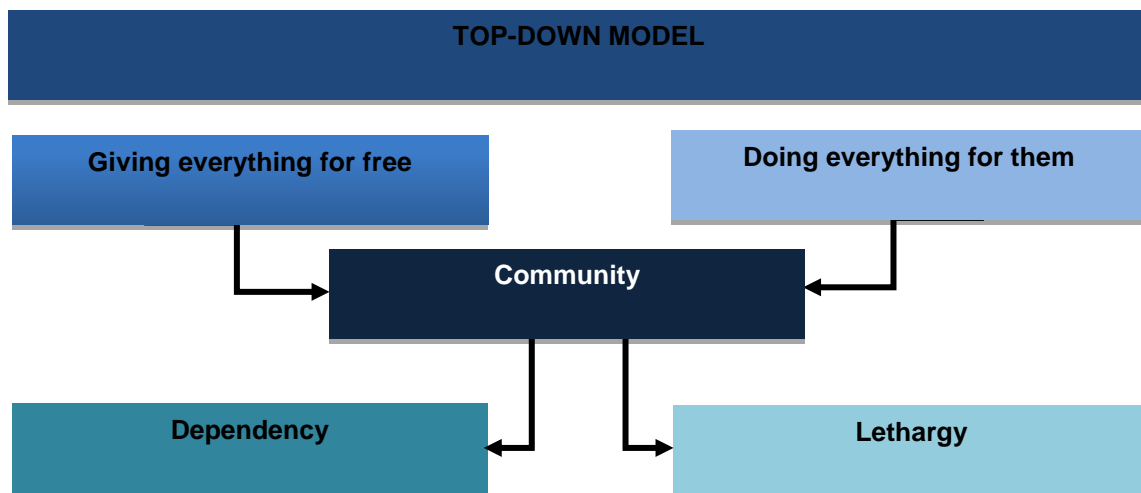 TOP-DOWN MODEL
Giving everything for free
Doing everything for them
Community
Dependency
Lethargy